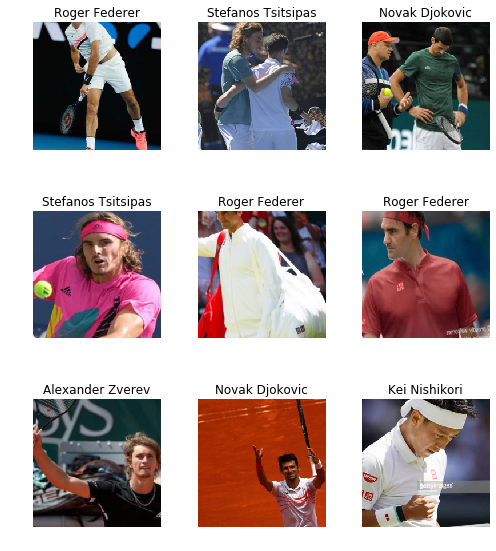 Roger Federer
Stefanos Tsitsipas
Novak Djokovic
Stefanos Tsitsipas
Roger Federer
Roger Federer
Alexander Zverev
Novak Djokovic
Kei Nishikori